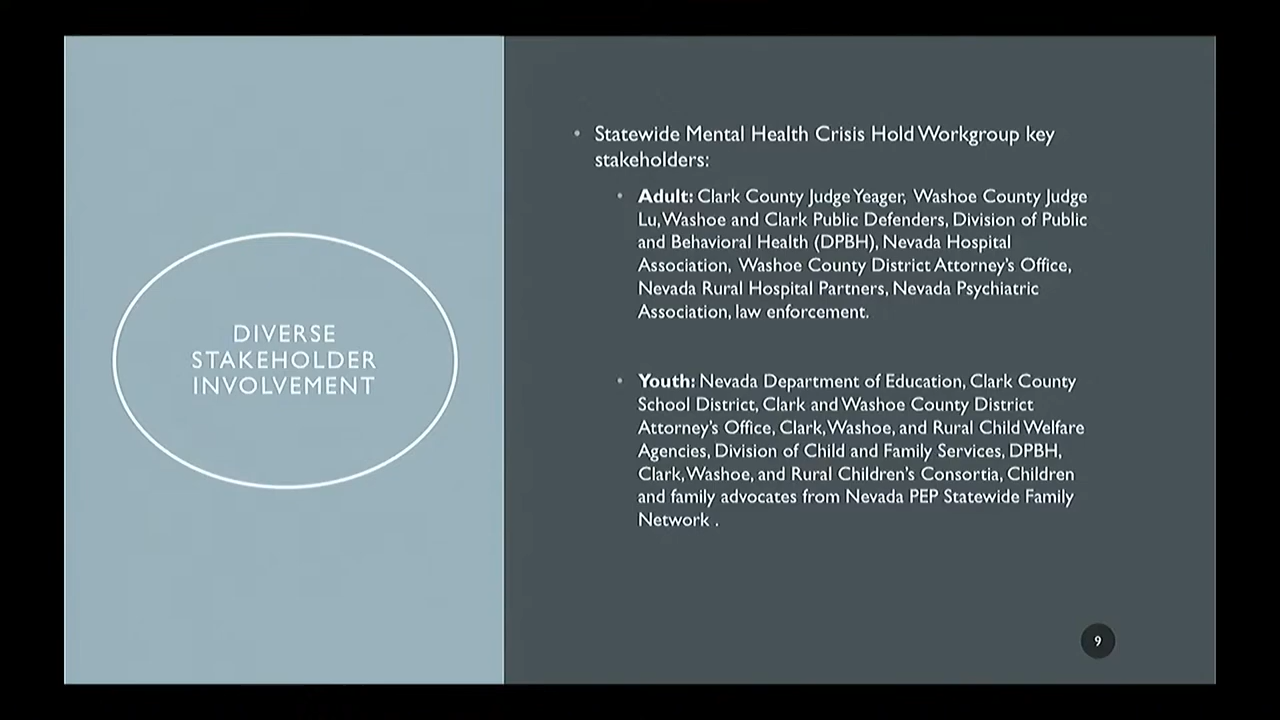 DIVERSE
STAKEHOLDER
INVOLVEMENT
• Statewide Mental Health Crisis Hold Workgroup key
stakeholders:
• Adult: Clark County Judge Yeager, Washoe County Judge
Lu, Washoe and Clark Public Defenders, Division of Public
and Behavioral Health (DPBH), Nevada Hospital
Association, Washoe County District Attorney's Office,
Nevada Rural Hospital Partners, Nevada Psychiatric
Association, law enforcement.
• Youth: Nevada Department of Education, Clark County
School District, Clark and Washoe County District
Attorney's Office, Clark, Washoe, and Rural Child Welfare
Agencies, Division of Child and Family Services, DPBH,
Clark, Washoe, and Rural Children's Consortia, Children
and family advocates from Nevada PEP Statewide Family
Network .
9